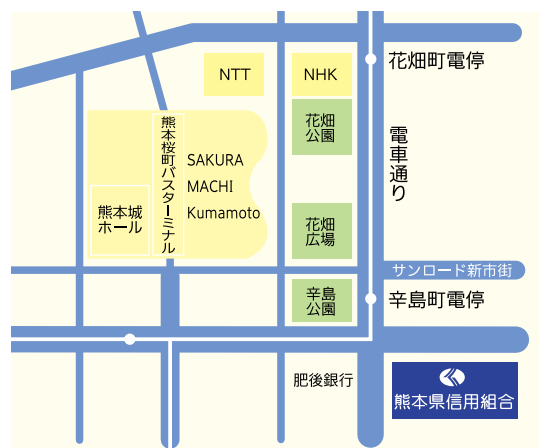 NTT
NHK
花畑町電停
花畑
公園
電車通り
熊本桜町バスターミナル
SAKURA
MACHI
Kumamoto
熊本城
ホール
花畑
広場
サンロード新市街
辛島
公園
辛島町電停
肥後銀行
熊本県信用組合